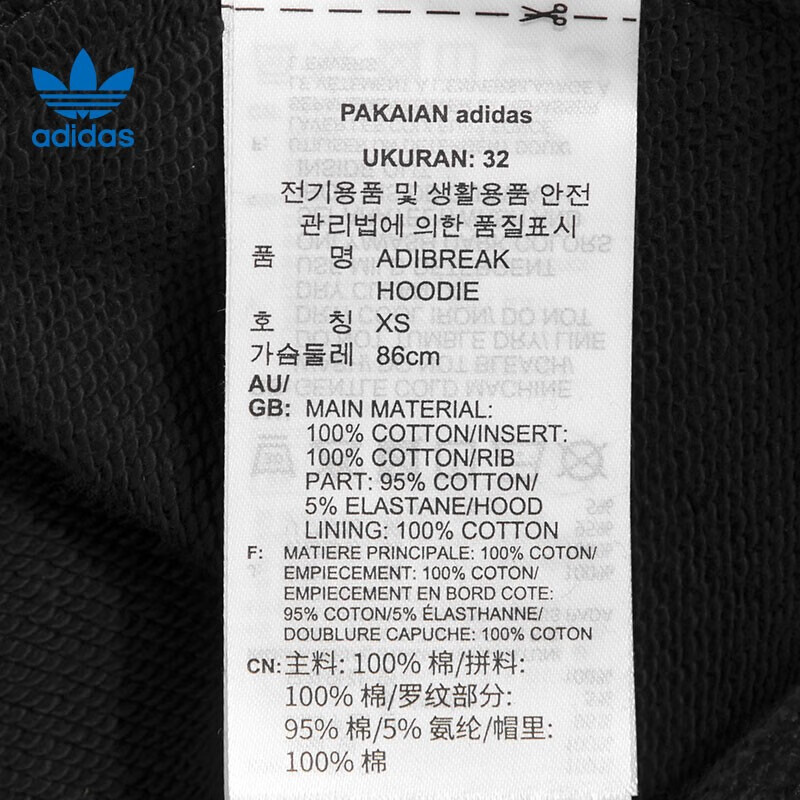 adidas
PAKAIAN adidas
UKURAN: 32
전기용품 및 생활용품 안전
관리법에 의한 품질표시
품 명 ADIBREAK
HOODIE
호 칭 XS
가슴둘레 86cm
AU/
GB: MAIN MATERIAL:
100% COTTON/INSERT:
100% COTTON/RIB
PART: 95% COTTON/
5% ELASTANE/HOOD
LINING: 100% COTTON
F: MATIERE PRINCIPALE: 100% COTON/
EMPIECEMENT: 100% COTON/
EMPIECEMENT EN BORD COTE:
95% COTON/5% ÉLASTHANNE/
DOUBLURE CAPUCHE: 100% COTON
CN: 主料: 100% 棉/拼料:
100% 棉/罗纹部分:
95% 棉/5% 氨纶/帽里:
100% 棉